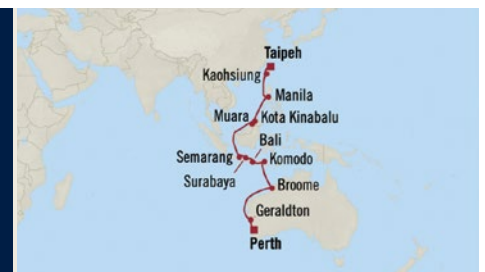 Taipeh
Kaohsiung
Manila
Muara
Kota Kinabalu
Bali
Semarang
Komodo
Surabaya
Broome
Geraldton
Perth